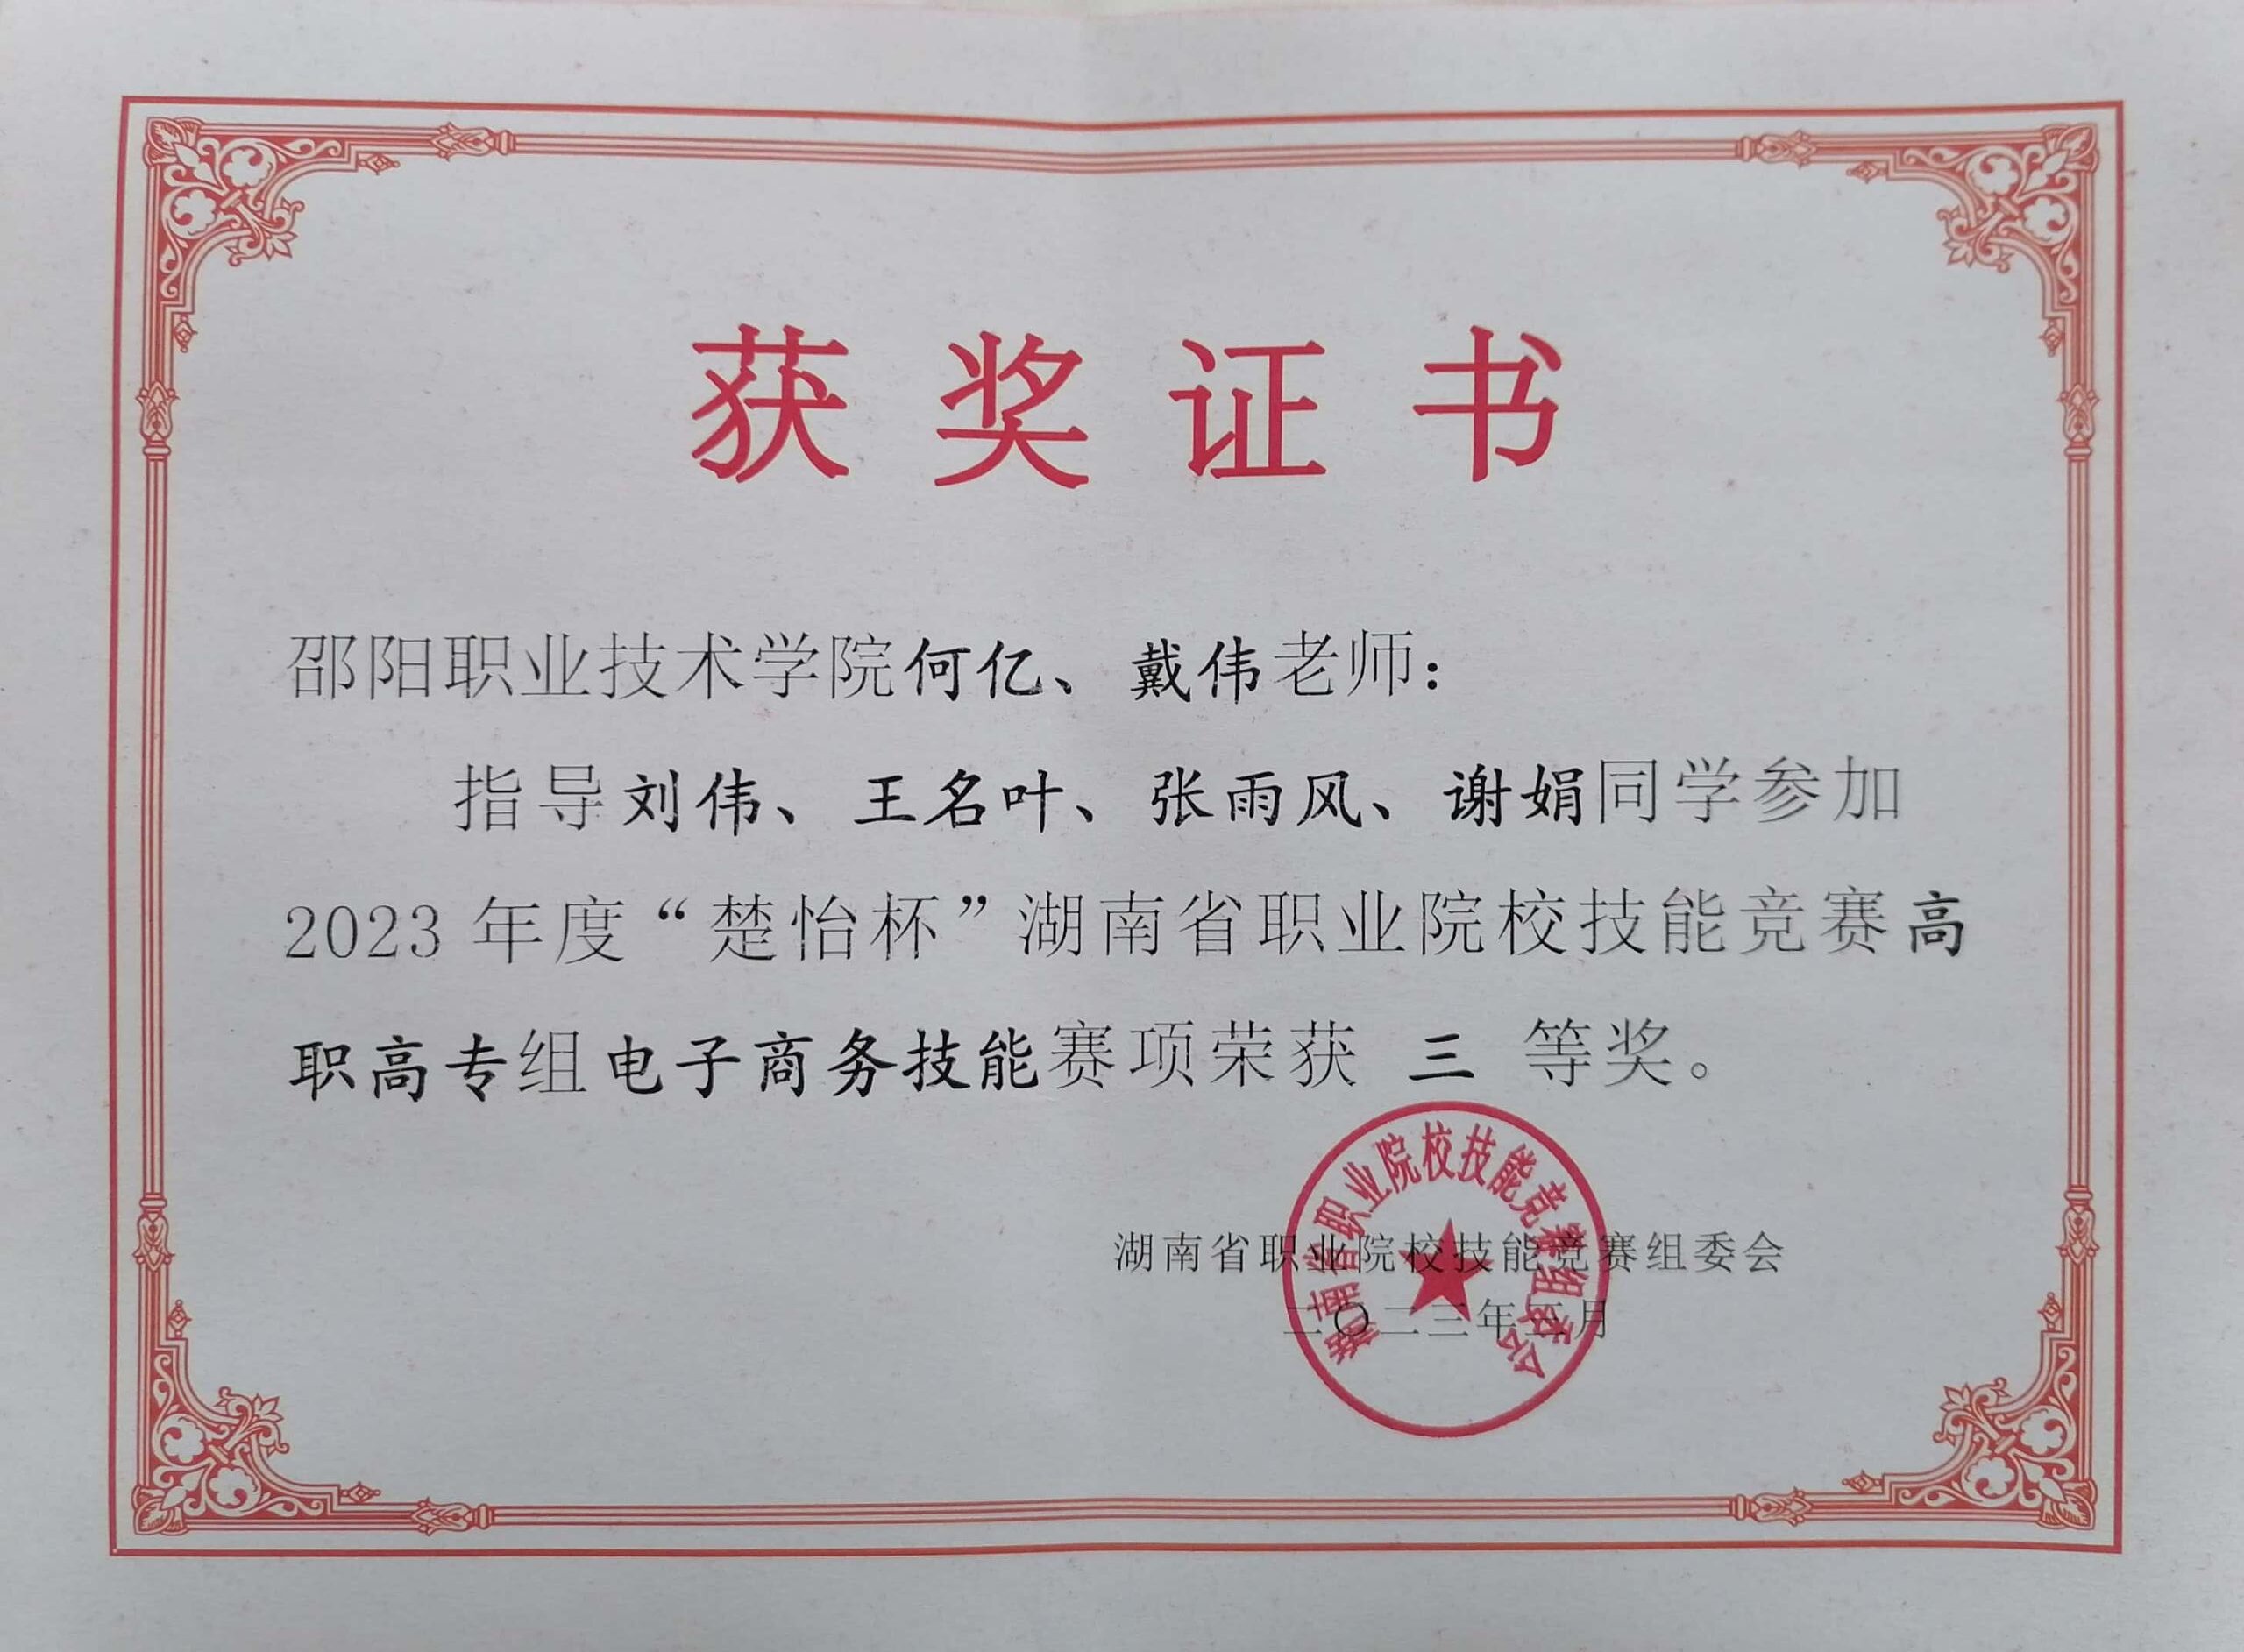 获奖证书
邵阳职业技术学院何亿、戴伟老师：
指导刘伟、王名叶、张雨风、谢娟同学参加
2023 年度“楚怡杯”湖南省职业院校技能竞赛高
职高专组电子商务技能赛项荣获 三 等奖。
湖南省职业院校技能竞赛组委会
湖南省职业院校技能竞赛组委会
二〇二三年 月